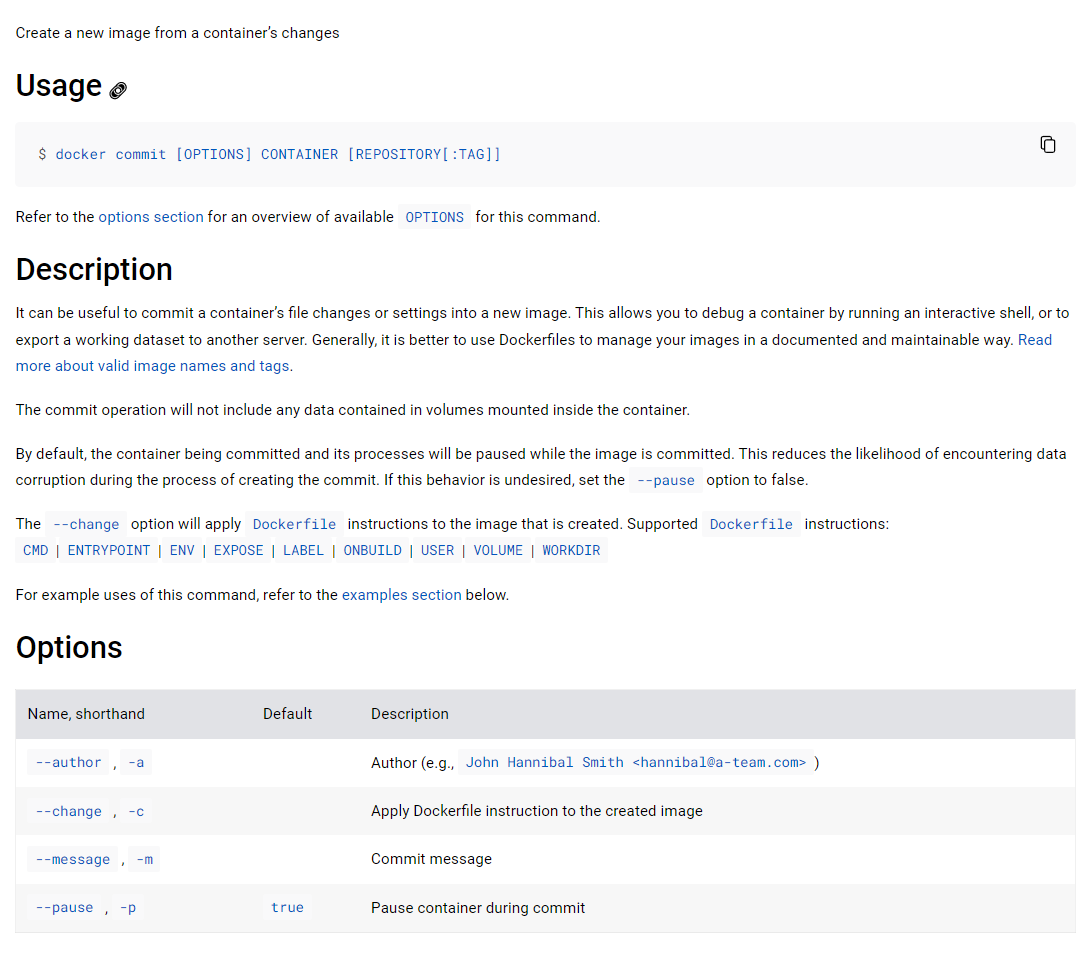 Create a new image from a container’s changes
Usage
$ docker commit [OPTIONS] CONTAINER [REPOSITORY[:TAG]]
Refer to the options section for an overview of available OPTIONS for this command.
Description
It can be useful to commit a container’s file changes or settings into a new image. This allows you to debug a container by running an interactive shell, or to
export a working dataset to another server. Generally, it is better to use Dockerfiles to manage your images in a documented and maintainable way. Read
more about valid image names and tags.
The commit operation will not include any data contained in volumes mounted inside the container.
By default, the container being committed and its processes will be paused while the image is committed. This reduces the likelihood of encountering data
corruption during the process of creating the commit. If this behavior is undesired, set the --pause option to false.
The --change option will apply Dockerfile instructions to the image that is created. Supported Dockerfile instructions:
CMD | ENTRYPOINT | ENV | EXPOSE | LABEL | ONBUILD | USER | VOLUME | WORKDIR
For example uses of this command, refer to the examples section below.
Options
Name, shorthand Default Description
--author , -a Author (e.g., John Hannibal Smith <hannibal@a-team.com> )
--change , -c Apply Dockerfile instruction to the created image
--message , -m Commit message
--pause , -p true Pause container during commit